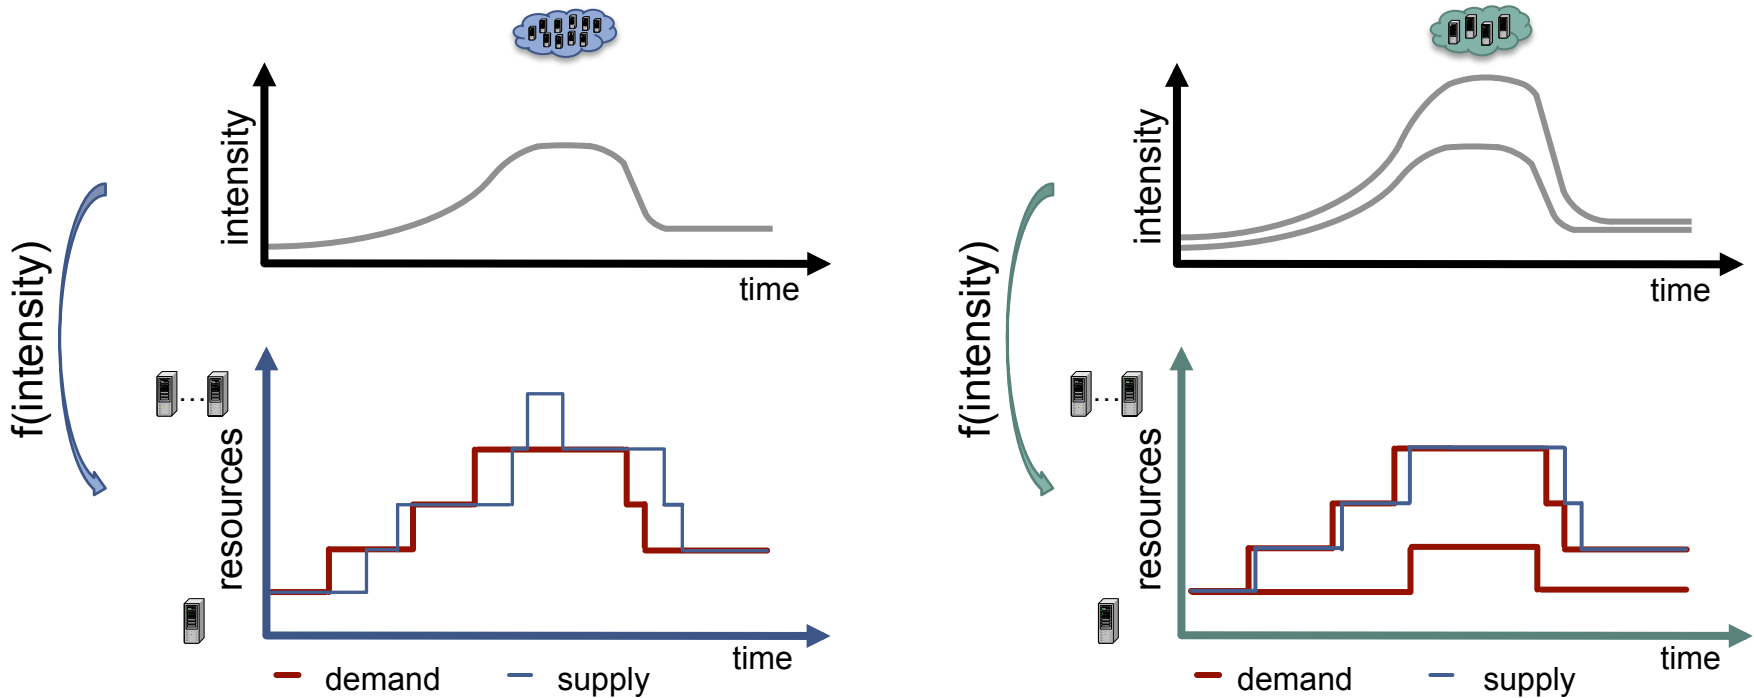 intensity
time
f(intensity)
...
resources
time
demand
supply
intensity
time
f(intensity)
...
resources
time
demand
supply